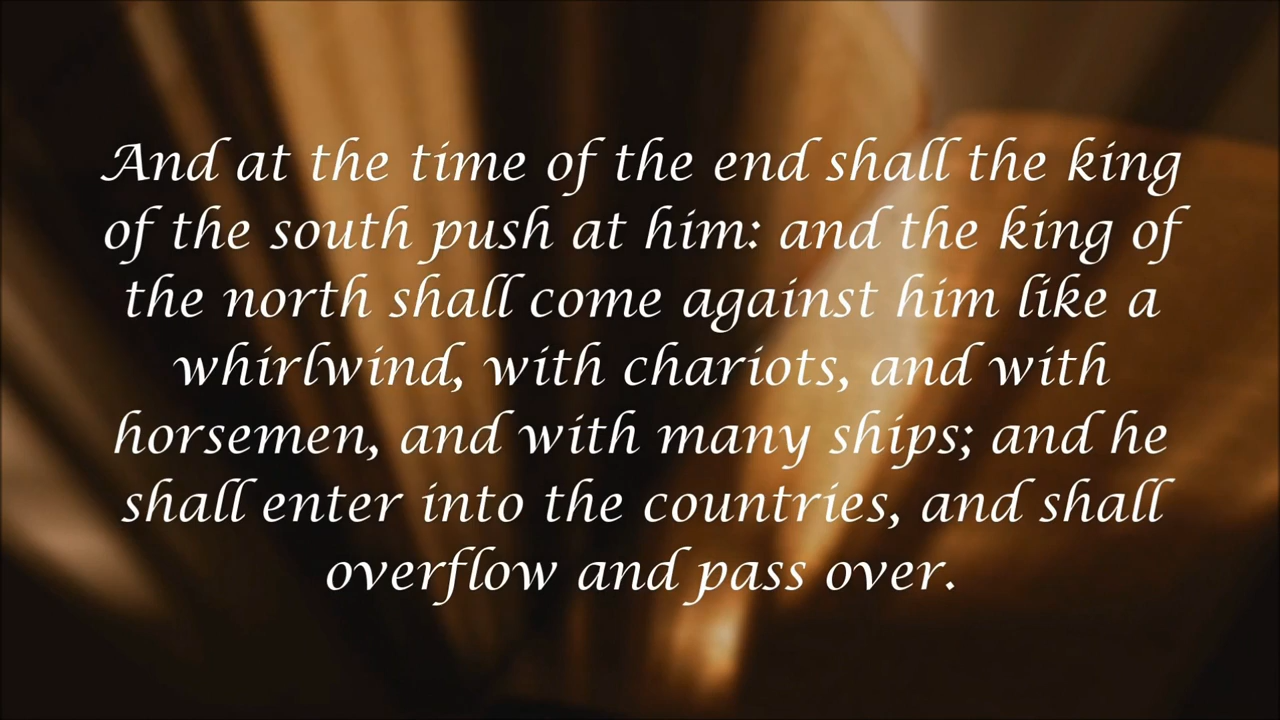 And at the time of the end shall the king
of the south push at him: and the king of
the north shall come against him like a
whirlwind, with chariots, and with
horsemen, and with many ships; and he
shall enter into the countries, and shall
overflow and pass over.